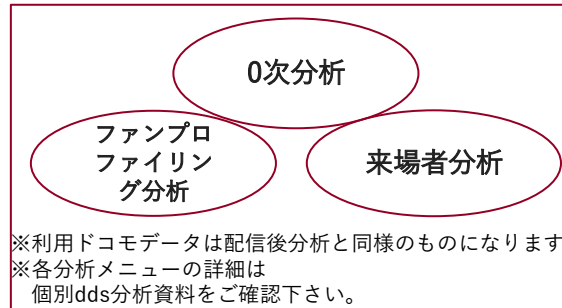 0次分析
ファンプロ
ファイリン
グ分析
来場者分析
※利用ドコモデータは配信後分析と同様のものになります
※各分析メニューの詳細は
個別dds分析資料をご確認下さい。